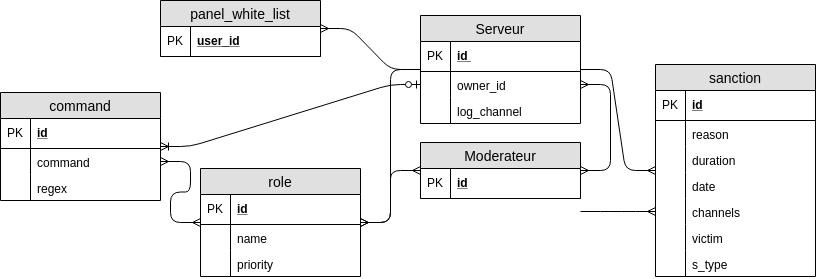 panel_white_list
PK user_id
Serveur
PK id
owner_id
log_channel
sanction
PK id
reason
duration
date
channels
victim
s_type
command
PK id
command
regex
Moderateur
PK id
role
PK id
name
priority